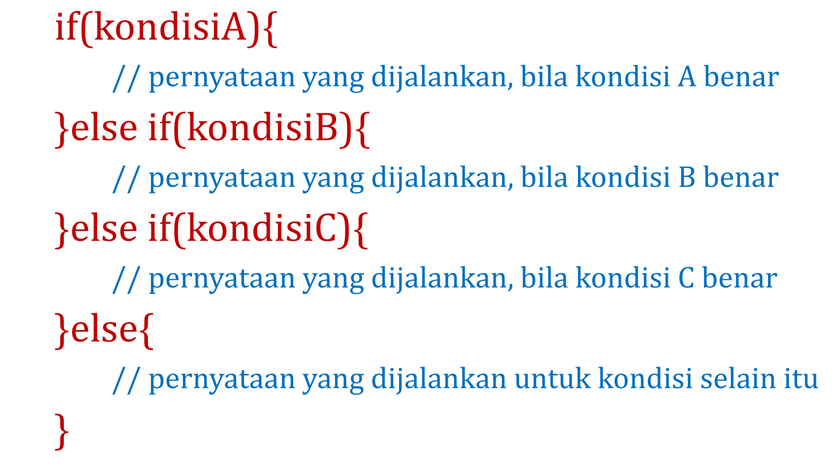 if(kondisiA){
// pernyataan yang dijalankan, bila kondisi A benar
}else if(kondisiB){
// pernyataan yang dijalankan, bila kondisi B benar
}else if(kondisiC){
// pernyataan yang dijalankan, bila kondisi C benar
}else{
// pernyataan yang dijalankan untuk kondisi selain itu
}